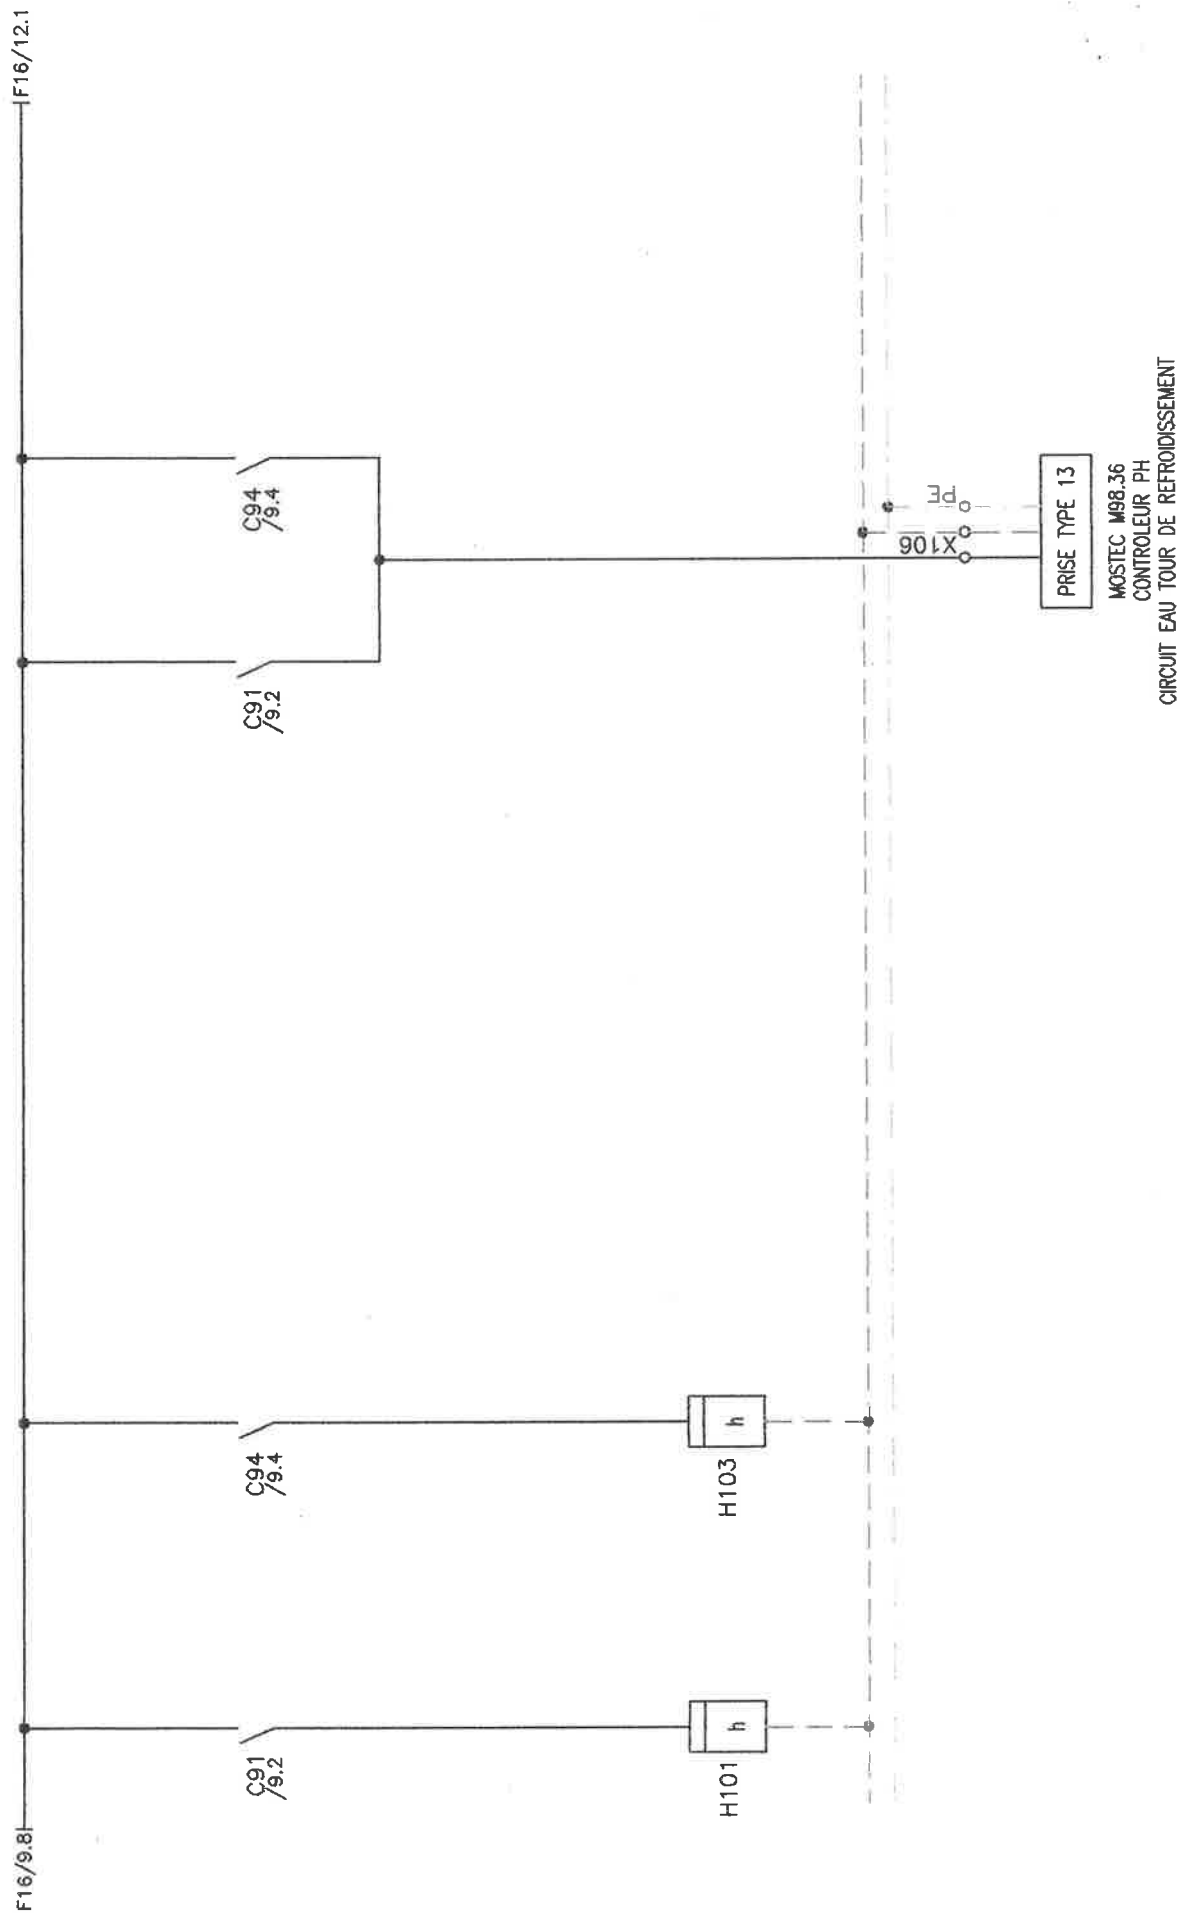 F16/9.8
F16/12.1
C91
/9.2
C94
/9.4
C91
/9.2
C94
/9.4
H101
H103
h
h
X106
PE
PRISE TYPE 13
MOSTEC M98.36
CONTROLEUR PH
CIRCUIT EAU TOUR DE REFROIDISSEMENT